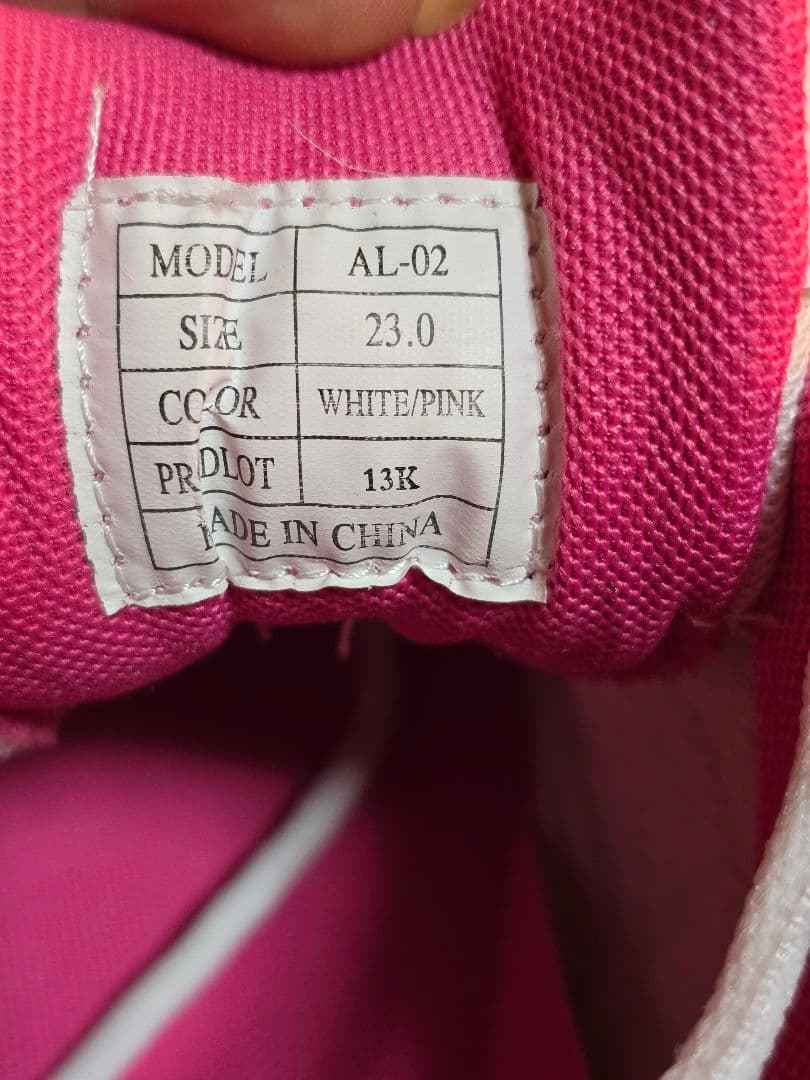 MODEL AL-02
SIZE 23.0
COLOR WHITE/PINK
PRDLOT 13K
MADE IN CHINA